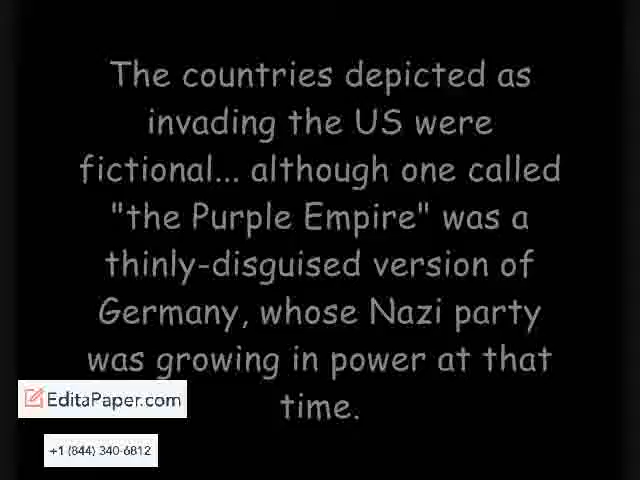 The countries depicted as
invading the US were
fictional... although one called
"the Purple Empire" was a
thinly-disguised version of
Germany, whose Nazi party
was growing in power at that
time.
EditaPaper.com
+1 (844) 340-6812